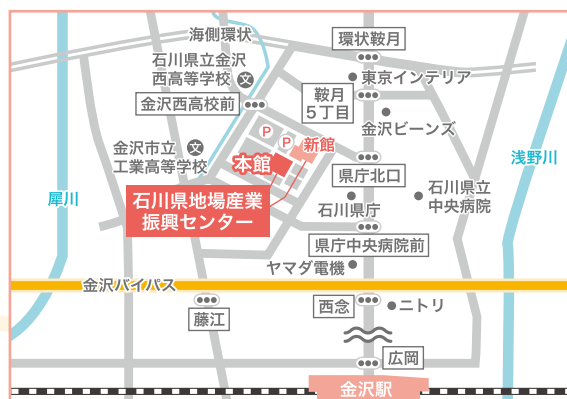 海側環状
環状鞍月
石川県立金沢
西高等学校
文
東京インテリア
鞍月
5丁目
金沢西高校前
金沢ビーンズ
P
P
新館
金沢市立
工業高等学校
文
本館
浅野川
県庁北口
犀川
石川県地場産業
振興センター
石川県庁
石川県立
中央病院
県庁中央病院前
ヤマダ電機
金沢バイパス
藤江
西念
ニトリ
広岡
金沢駅